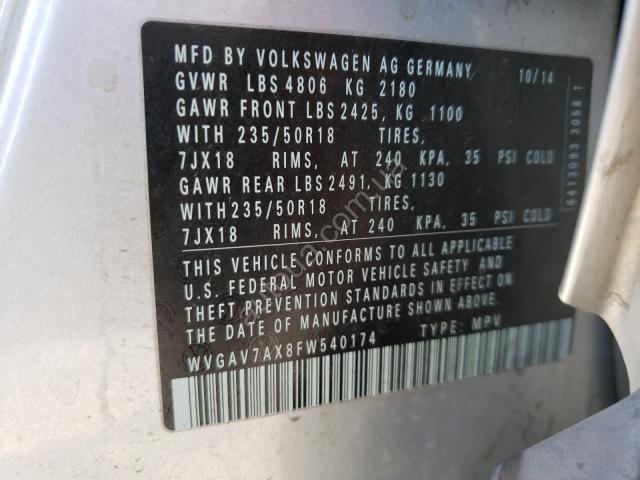 MFD BY VOLKSWAGEN AG GERMANY 10/14
GVWR LBS 4806 KG 2180
GAWR FRONT LBS 2425, KG 1100
WITH 235/50R18 TIRES,
7JX18 RIMS, AT 240 KPA, 35 PSI COLD
GAWR REAR LBS 2491, KG 1130
WITH 235/50R18 TIRES,
7JX18 RIMS, AT 240 KPA, 35 PSI COLD
THIS VEHICLE CONFORMS TO ALL APPLICABLE
U.S. FEDERAL MOTOR VEHICLE SAFETY AND
THEFT PREVENTION STANDARDS IN EFFECT ON
DATE OF MANUFACTURE SHOWN ABOVE.
WVGAV7AX8FW540174 TYPE: MPV
6413093 3058 1